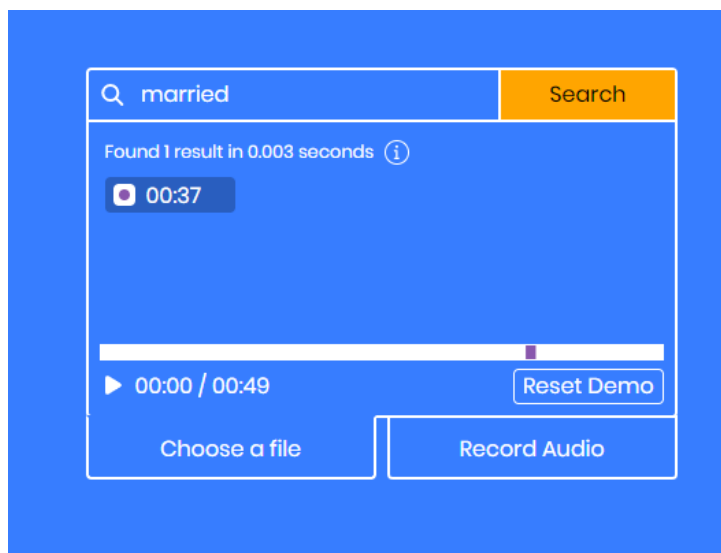 married
Search
Found 1 result in 0.003 seconds
00:37
00:00 / 00:49
Reset Demo
Choose a file
Record Audio